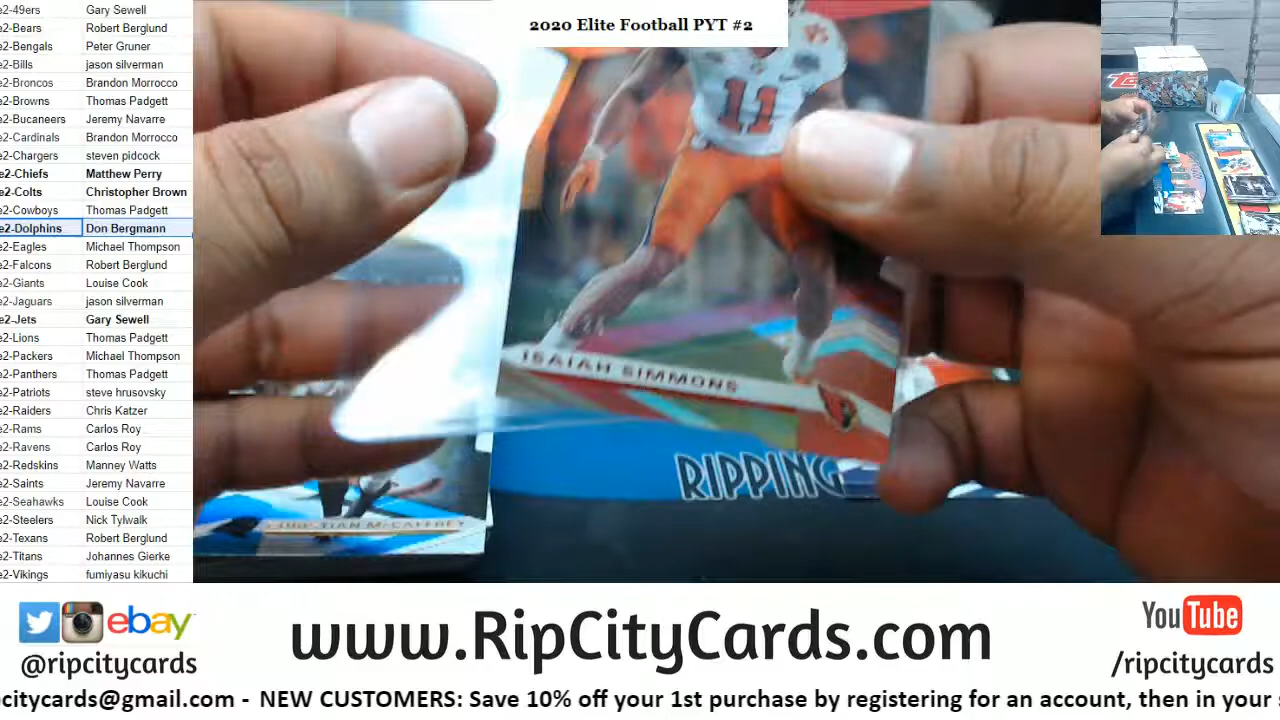 2020 Elite Football PYT #2
e2-49ers Gary Sewell
e2-Bears Robert Berglund
e2-Bengals Peter Gruner
e2-Bills jason silverman
e2-Broncos Brandon Morrocco
e2-Browns Thomas Padgett
e2-Bucaneers Jeremy Navarre
e2-Cardinals Brandon Morrocco
e2-Chargers steven pidcock
e2-Chiefs Matthew Perry
e2-Colts Christopher Brown
e2-Cowboys Thomas Padgett
e2-Dolphins Don Bergmann
e2-Eagles Michael Thompson
e2-Falcons Robert Berglund
e2-Giants Louise Cook
e2-Jaguars jason silverman
e2-Jets Gary Sewell
e2-Lions Thomas Padgett
e2-Packers Michael Thompson
e2-Panthers Thomas Padgett
e2-Patriots steve hrusovsky
e2-Raiders Chris Katzer
e2-Rams Carlos Roy
e2-Ravens Carlos Roy
e2-Redskins Manney Watts
e2-Saints Jeremy Navarre
e2-Seahawks Louise Cook
e2-Steelers Nick Tylwalk
e2-Texans Robert Berglund
e2-Titans Johannes Gierke
e2-Vikings fumiyasu kikuchi
11
ISAIAH SIMMONS
RIPPING
CHRISTIAN McCAFFREY
ebay
@ripcitycards
www.RipCityCards.com
YouTube
/ripcitycards
citycards@gmail.com - NEW CUSTOMERS: Save 10% off your 1st purchase by registering for an account, then in your